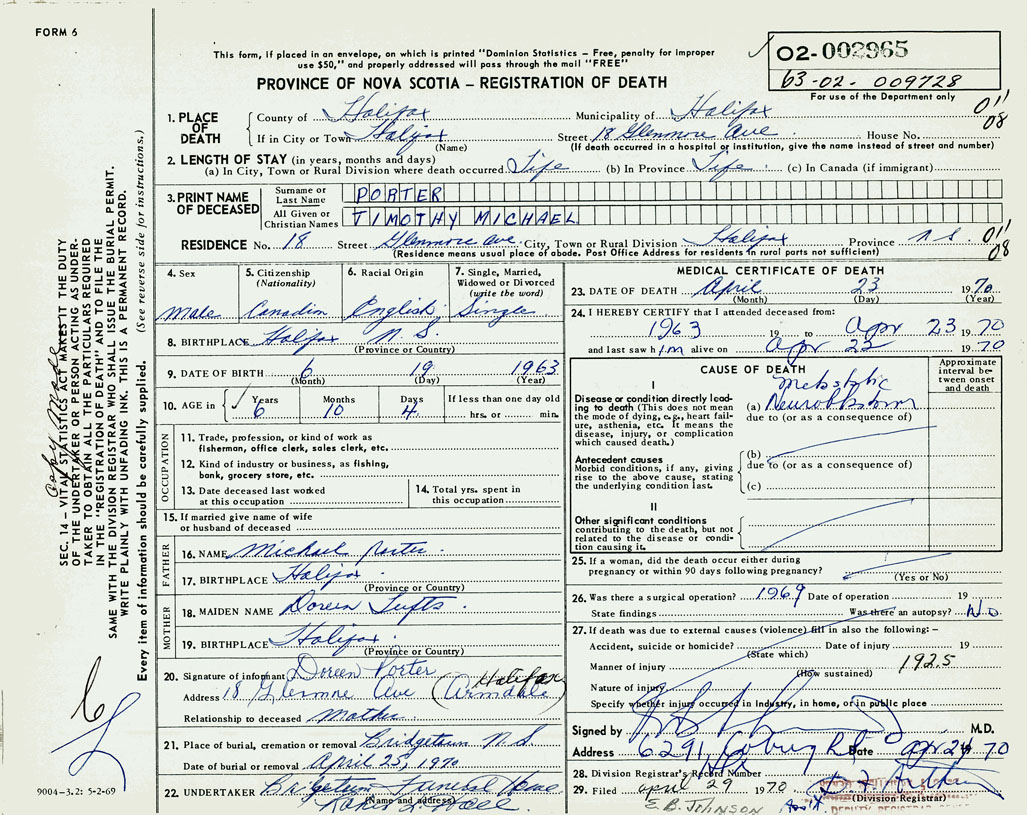 FORM 6
This form, if placed in an envelope, on which is printed "Dominion Statistics – Free, penalty for improper
use $50," and properly addressed will pass through the mail "FREE"
PROVINCE OF NOVA SCOTIA – REGISTRATION OF DEATH
02-002965
63-02-009728
For use of the Department only
011
08
1. PLACE OF DEATH
County of Halifax Municipality of Halifax
If in City or Town Halifax Street 18 Glenmore Ave. House No.
(Name) (If death occurred in a hospital or institution, give the name instead of street and number)
2. LENGTH OF STAY (in years, months and days)
(a) In City, Town or Rural Division where death occurred Life (b) In Province Life (c) In Canada (if immigrant)
3. PRINT NAME OF DECEASED
Surname or Last Name PORTER
All Given or Christian Names TIMOTHY MICHAEL
RESIDENCE No. 18 Street Glenmore Ave. City, Town or Rural Division Halifax Province N.S. 011
(Residence means usual place of abode. Post Office Address for residents in rural parts not sufficient) 08
4. Sex
Male
5. Citizenship
(Nationality)
Canadian
6. Racial Origin
English
7. Single, Married,
Widowed or Divorced
(write the word)
Single
8. BIRTHPLACE Halifax N.S.
(Province or Country)
9. DATE OF BIRTH 6 19 1963
(Month) (Day) (Year)
10. AGE in Years Months Days If less than one day old
6 10 4 hrs. or min.
OCCUPATION
11. Trade, profession, or kind of work as
fisherman, office clerk, sales clerk, etc.
12. Kind of industry or business, as fishing,
bank, grocery store, etc.
13. Date deceased last worked
at this occupation
14. Total yrs. spent in
this occupation
15. If married give name of wife
or husband of deceased
FATHER
16. NAME Michael Porter
17. BIRTHPLACE Halifax
(Province or Country)
MOTHER
18. MAIDEN NAME Doreen Tufts
19. BIRTHPLACE Halifax
(Province or Country)
20. Signature of informant Doreen Porter
Halifax
Address 18 Glenmore Ave (Armdale)
Relationship to deceased Mother
21. Place of burial, cremation or removal Bridgetown N.S.
Date of burial or removal April 25, 1970
22. UNDERTAKER Bridgetown Funeral Home
(Name and address)
MEDICAL CERTIFICATE OF DEATH
23. DATE OF DEATH April 23 1970
(Month) (Day) (Year)
24. I HEREBY CERTIFY that I attended deceased from:
1963 19 to Apr 23 1970
and last saw him alive on Apr 22 1970
CAUSE OF DEATH
Approximate interval between onset and death
I
Disease or condition directly leading to death (This does not mean the mode of dying, e.g., heart failure, asthenia, etc. It means the disease, injury, or complication which caused death.)
Metastatic
(a) Neuroblastoma
due to (or as a consequence of)
Antecedent causes
Morbid conditions, if any, giving rise to the above cause, stating the underlying condition last.
(b)
due to (or as a consequence of)
(c)
II
Other significant conditions
contributing to the death, but not related to the disease or condition causing it.
25. If a woman, did the death occur either during
pregnancy or within 90 days following pregnancy?
(Yes or No)
26. Was there a surgical operation? 1969 Date of operation 19
State findings Was there an autopsy? No
27. If death was due to external causes (violence) fill in also the following: –
Accident, suicide or homicide? Date of injury 19
(State which)
Manner of injury 1925
(How sustained)
Nature of injury
Specify whether injury occurred in industry, in home, or in public place
Signed by M.D.
Address 6291 Coburg Rd Date Apr 24 70
Hfx
28. Division Registrar's Record Number
29. Filed April 29 1970
(Division Registrar)
E.B. JOHNSON
DEPUTY REGISTRAR
Copy Made
SEC. 14 – VITAL STATISTICS ACT MAKES IT THE DUTY
OF THE UNDERTAKER OR PERSON ACTING AS UNDER-
TAKER TO OBTAIN ALL THE PARTICULARS REQUIRED
IN THE "REGISTRATION OF DEATH" AND TO FILE THE
SAME WITH THE DIVISION REGISTRAR WHO SHALL ISSUE THE BURIAL PERMIT.
WRITE PLAINLY WITH UNFADING INK. THIS IS A PERMANENT RECORD.
Every item of information should be carefully supplied. (See reverse side for instructions.)
9004–3.2: 5-2-69